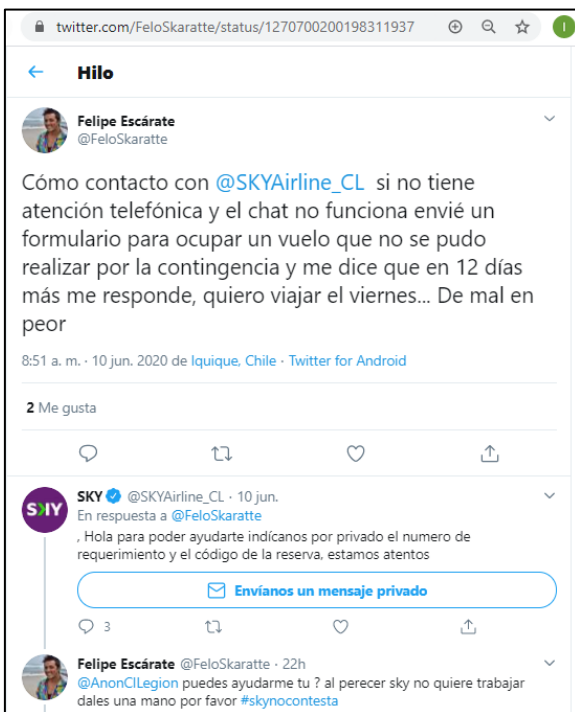 twitter.com/FeloSkaratte/status/1270700200198311937
I
Hilo
Felipe Escárate
@FeloSkaratte
Cómo contacto con @SKYAirline_CL si no tiene
atención telefónica y el chat no funciona envié un
formulario para ocupar un vuelo que no se pudo
realizar por la contingencia y me dice que en 12 días
más me responde, quiero viajar el viernes... De mal en
peor
8:51 a. m. · 10 jun. 2020 de Iquique, Chile · Twitter for Android
2 Me gusta
SKY
SKY @SKYAirline_CL · 10 jun.
En respuesta a @FeloSkaratte
, Hola para poder ayudarte indícanos por privado el numero de
requerimiento y el código de la reserva, estamos atentos
Envíanos un mensaje privado
3
Felipe Escárate @FeloSkaratte · 22h
@AnonClLegion puedes ayudarme tu ? al perecer sky no quiere trabajar
dales una mano por favor #skynocontesta